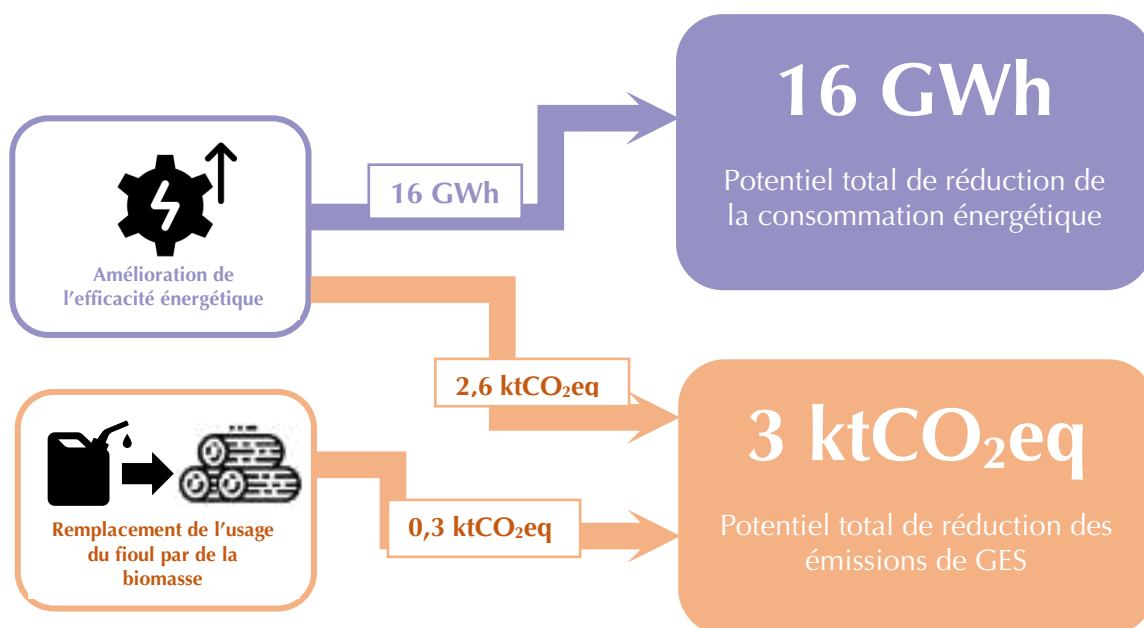 16 GWh
Potentiel total de réduction de
la consommation énergétique
16 GWh
Amélioration de
l'efficacité énergétique
2,6 ktCO₂eq
3 ktCO₂eq
Potentiel total de réduction des
émissions de GES
0,3 ktCO₂eq
Remplacement de l'usage
du fioul par de la
biomasse